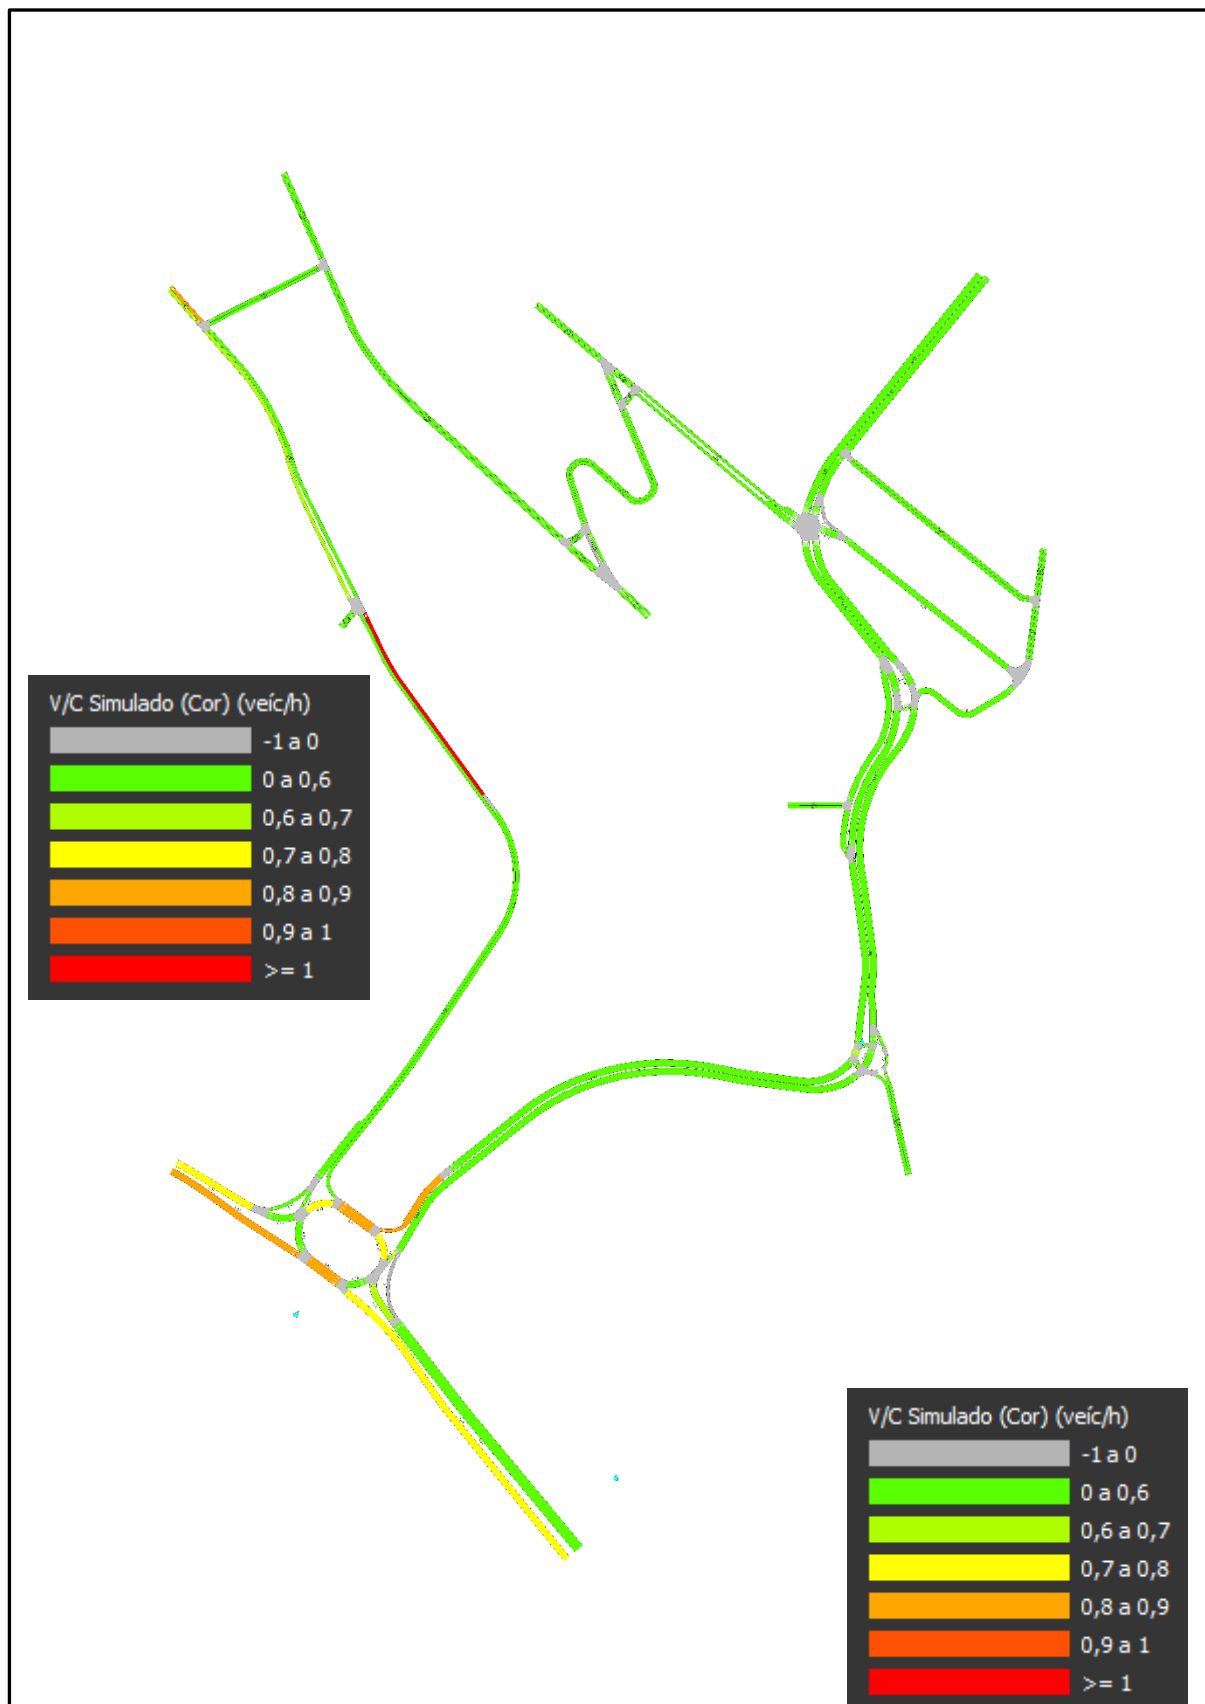 V/C Simulado (Cor) (veíc/h)
-1 a 0
0 a 0,6
0,6 a 0,7
0,7 a 0,8
0,8 a 0,9
0,9 a 1
>= 1
V/C Simulado (Cor) (veíc/h)
-1 a 0
0 a 0,6
0,6 a 0,7
0,7 a 0,8
0,8 a 0,9
0,9 a 1
>= 1